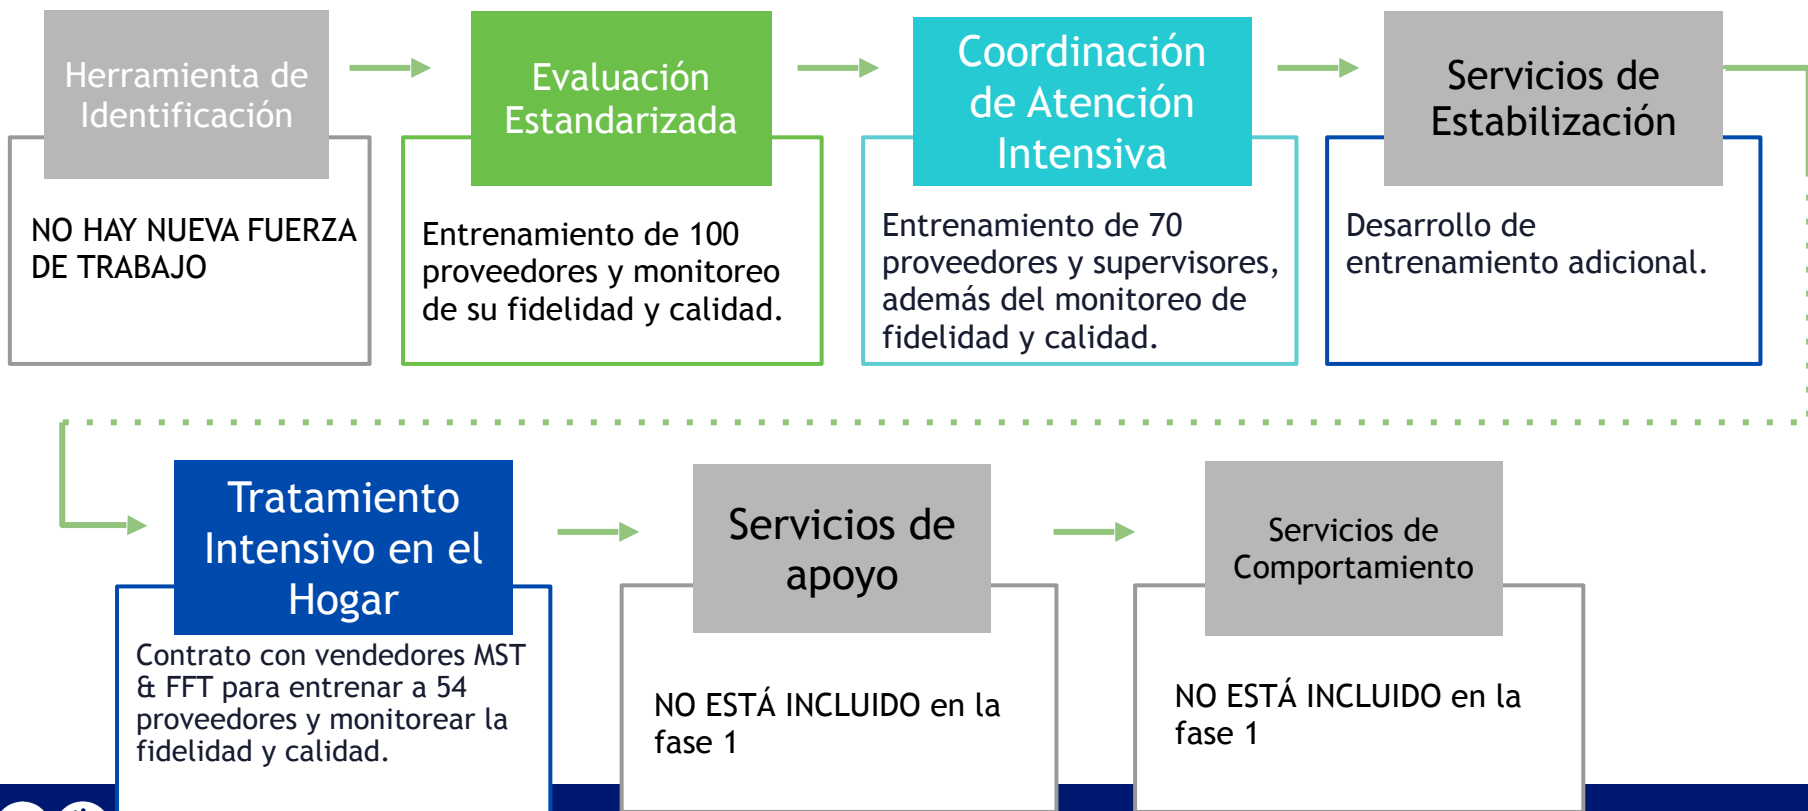 Herramienta de
Identificación
NO HAY NUEVA FUERZA
DE TRABAJO
Evaluación
Estandarizada
Entrenamiento de 100
proveedores y monitoreo
de su fidelidad y calidad.
Coordinación
de Atención
Intensiva
Entrenamiento de 70
proveedores y supervisores,
además del monitoreo de
fidelidad y calidad.
Servicios de
Estabilización
Desarrollo de
entrenamiento adicional.
Tratamiento
Intensivo en el
Hogar
Contrato con vendedores MST
& FFT para entrenar a 54
proveedores y monitorear la
fidelidad y calidad.
Servicios de
apoyo
NO ESTÁ INCLUIDO en la
fase 1
Servicios de
Comportamiento
NO ESTÁ INCLUIDO en la
fase 1